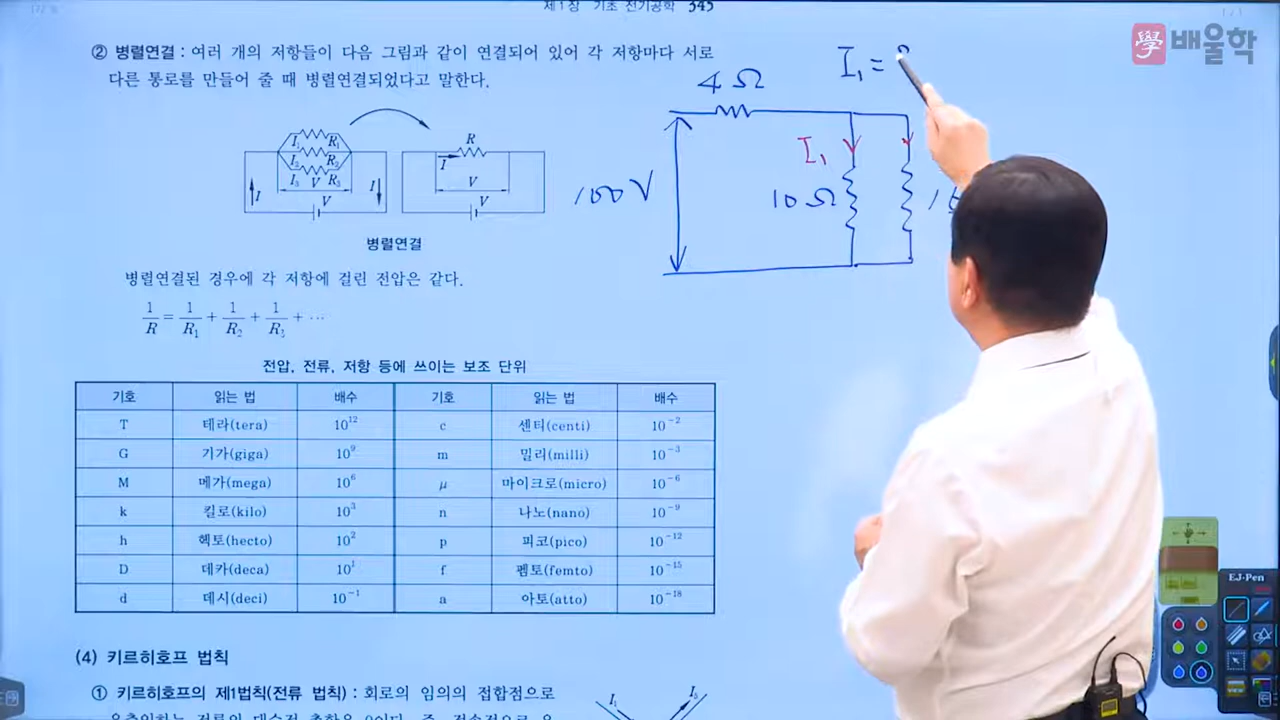 제1장 기초 전기공학 345
學 배울학
② 병렬연결 : 여러 개의 저항들이 다음 그림과 같이 연결되어 있어 각 저항마다 서로
다른 통로를 만들어 줄 때 병렬연결되었다고 말한다.
I₁ R₁
I₂ R₂
I₃ V R₃
I V I
R
I
V
V
병렬연결
병렬연결된 경우에 각 저항에 걸린 전압은 같다.
1/R = 1/R₁ + 1/R₂ + 1/R₃ + ⋯
I₁ =
4Ω
I₁
100V
10Ω
전압, 전류, 저항 등에 쓰이는 보조 단위
기호 읽는 법 배수 기호 읽는 법 배수
T 테라(tera) 10¹² c 센티(centi) 10⁻²
G 기가(giga) 10⁹ m 밀리(milli) 10⁻³
M 메가(mega) 10⁶ μ 마이크로(micro) 10⁻⁶
k 킬로(kilo) 10³ n 나노(nano) 10⁻⁹
h 헥토(hecto) 10² p 피코(pico) 10⁻¹²
D 데카(deca) 10¹ f 펨토(femto) 10⁻¹⁵
d 데시(deci) 10⁻¹ a 아토(atto) 10⁻¹⁸
(4) 키르히호프 법칙
① 키르히호프의 제1법칙(전류 법칙) : 회로의 임의의 접합점으로
I₁ I₃
EJ-Pen